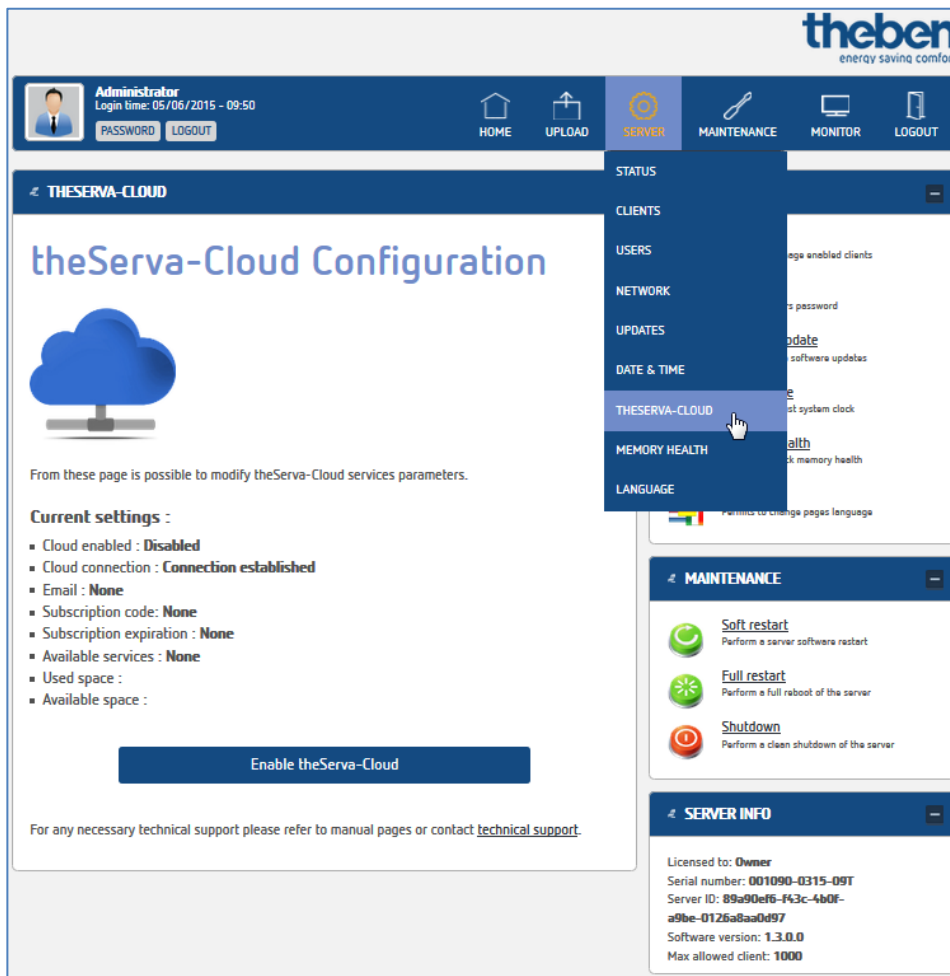 theben
energy saving comfor
Administrator
Login time: 05/06/2015 - 09:50
PASSWORD LOGOUT
HOME UPLOAD SERVER MAINTENANCE MONITOR LOGOUT
STATUS
CLIENTS
USERS
NETWORK
UPDATES
DATE & TIME
THESERVA-CLOUD
MEMORY HEALTH
LANGUAGE
THESERVA-CLOUD
theServa-Cloud Configuration
From these page is possible to modify theServa-Cloud services parameters.
Current settings :
Cloud enabled : Disabled
Cloud connection : Connection established
Email : None
Subscription code: None
Subscription expiration : None
Available services : None
Used space :
Available space :
Enable theServa-Cloud
For any necessary technical support please refer to manual pages or contact technical support.
age enabled clients
s password
pdate
software updates
e
st system clock
alth
ck memory health
Permits to change pages language
MAINTENANCE
Soft restart
Perform a server software restart
Full restart
Perform a full reboot of the server
Shutdown
Perform a clean shutdown of the server
SERVER INFO
Licensed to: Owner
Serial number: 001090-0315-09T
Server ID: 89a90ef6-f43c-4b0f-
a9be-0126a8aa0d97
Software version: 1.3.0.0
Max allowed client: 1000